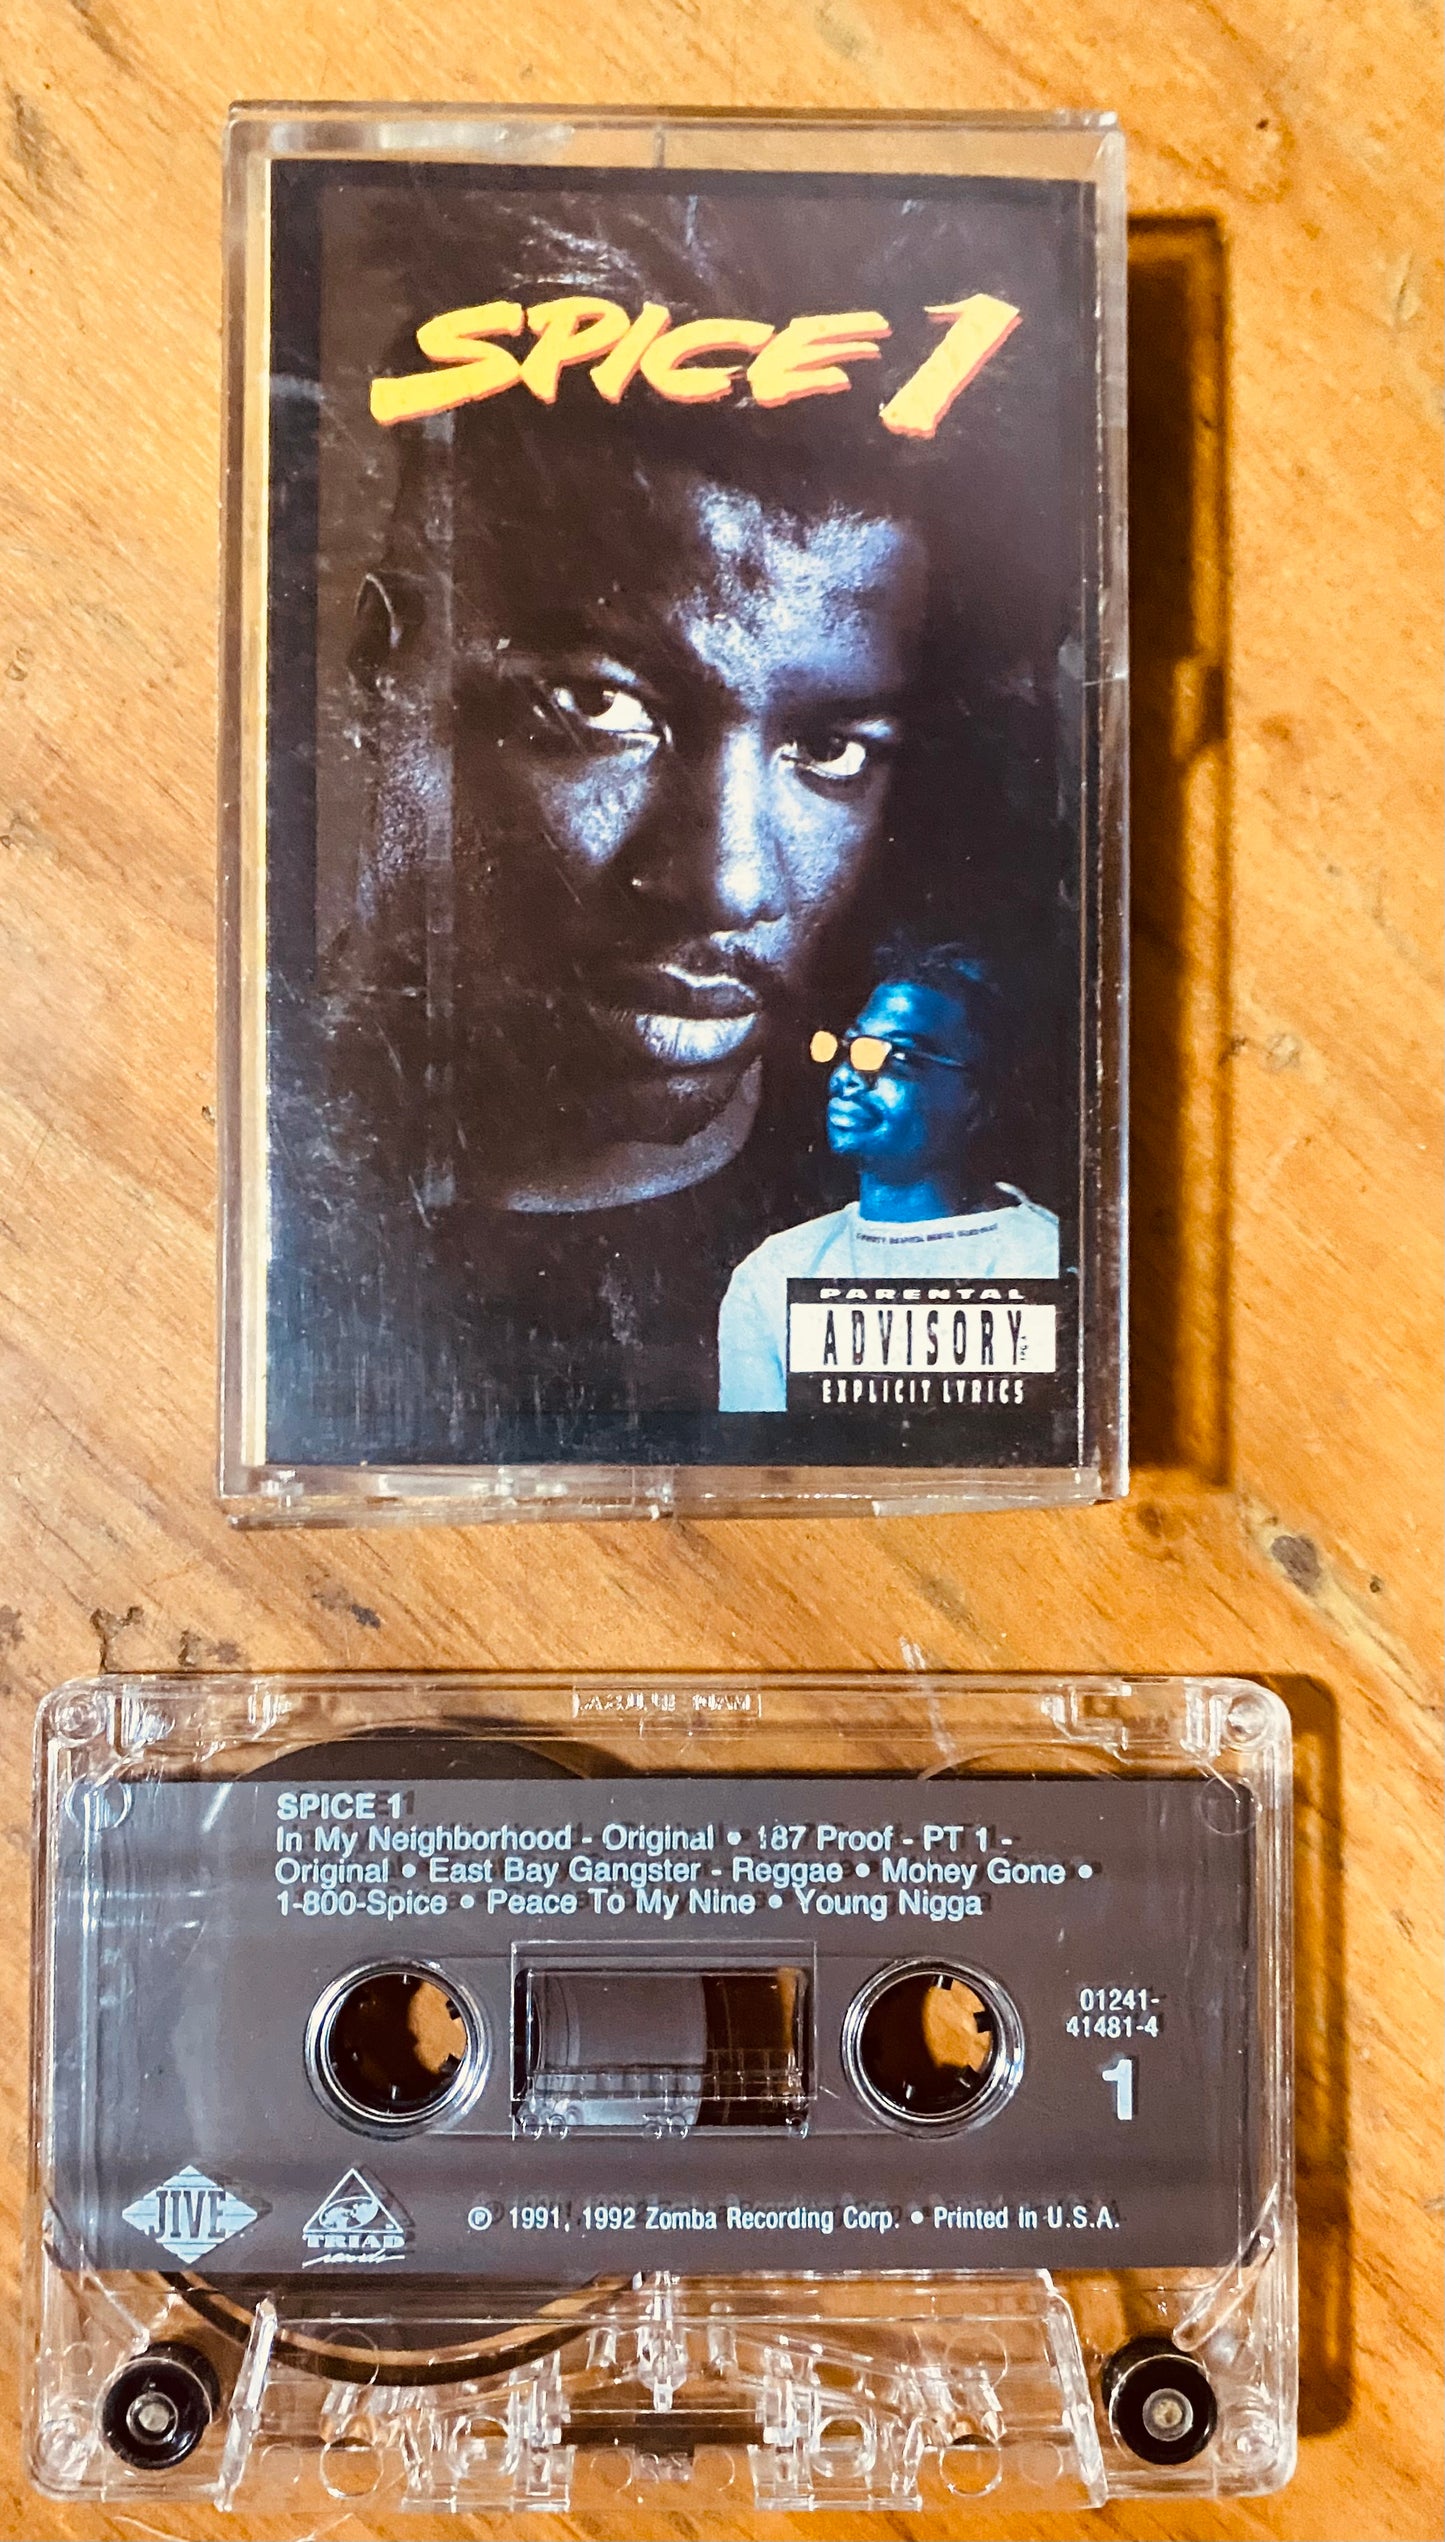 SPICE 1
PARENTAL
ADVISORY
EXPLICIT LYRICS
SPICE 1
In My Neighborhood - Original • 187 Proof - PT 1 -
Original • East Bay Gangster - Reggae • Money Gone •
1-800-Spice • Peace To My Nine • Young Nigga
01241-
41481-4
1
JIVE
TRIAD
records
℗ 1991, 1992 Zomba Recording Corp. • Printed in U.S.A.